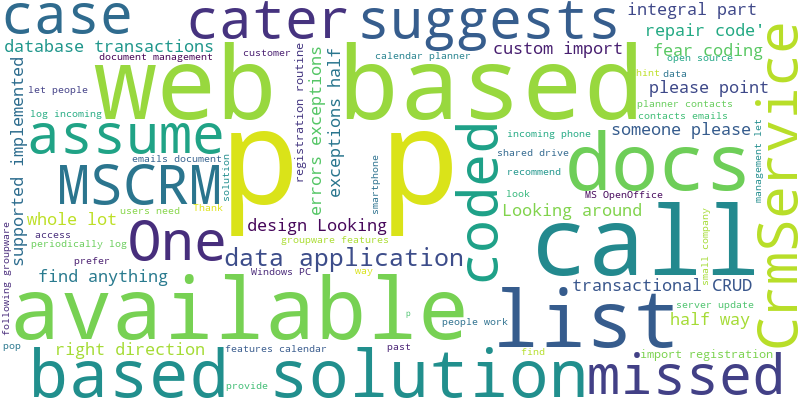 case
cater
suggests
integral part
repair code'
database transactions
document management
customer
custom import
fear coding
calendar planner
open source
let people
web based
hint
data
please point
planner contacts
contacts emails
log incoming
assume
p p
incoming phone
someone please
emails document
shared drive
docs
supported implemented
registration routine
errors exceptions
exceptions half
smartphone
coded
recommend
management let
CrmService
MSCRM
solution
look
MS OpenOffice
users need
Thank
Looking around
whole lot
One
design Looking
access
periodically log
groupware features
call
small company
data application
prefer
find anything
Windows PC
way
transactional CRUD
following groupware
available
list
server update
p
people work
half way
pop
right direction
features calendar
past
find
import registration
based solution
provide
missed